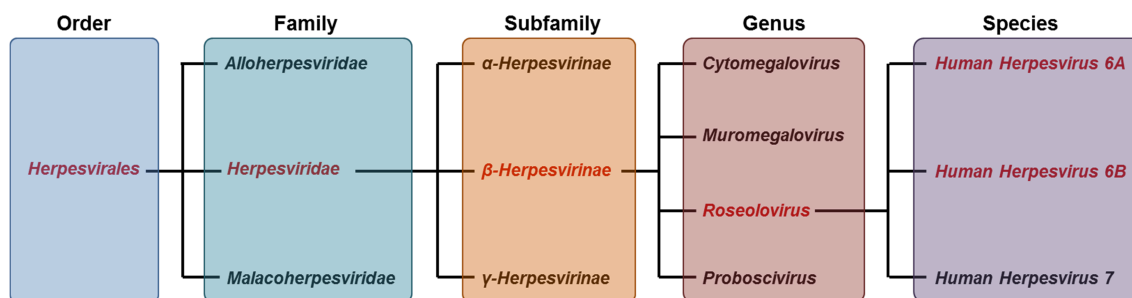 Order
Family
Subfamily
Genus
Species
Herpesvirales
Alloherpesviridae
Herpesviridae
Malacoherpesviridae
α-Herpesvirinae
β-Herpesvirinae
γ-Herpesvirinae
Cytomegalovirus
Muromegalovirus
Roseolovirus
Proboscivirus
Human Herpesvirus 6A
Human Herpesvirus 6B
Human Herpesvirus 7